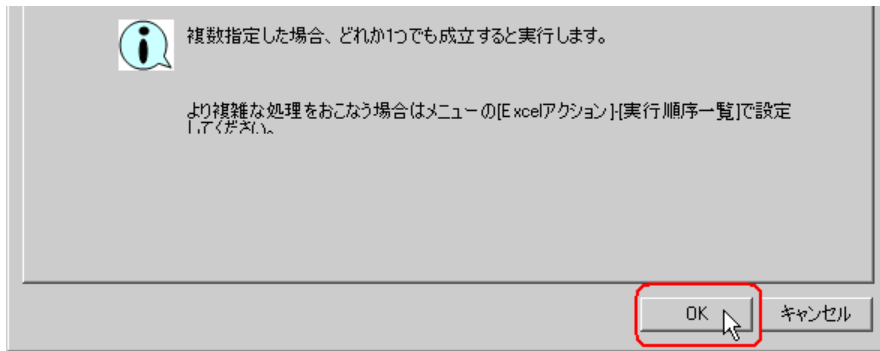 複数指定した場合、どれか1つでも成立すると実行します。
より複雑な処理をおこなう場合はメニューの[Excelアクション]-[実行順序一覧]で設定
してください。
OK
キャンセル